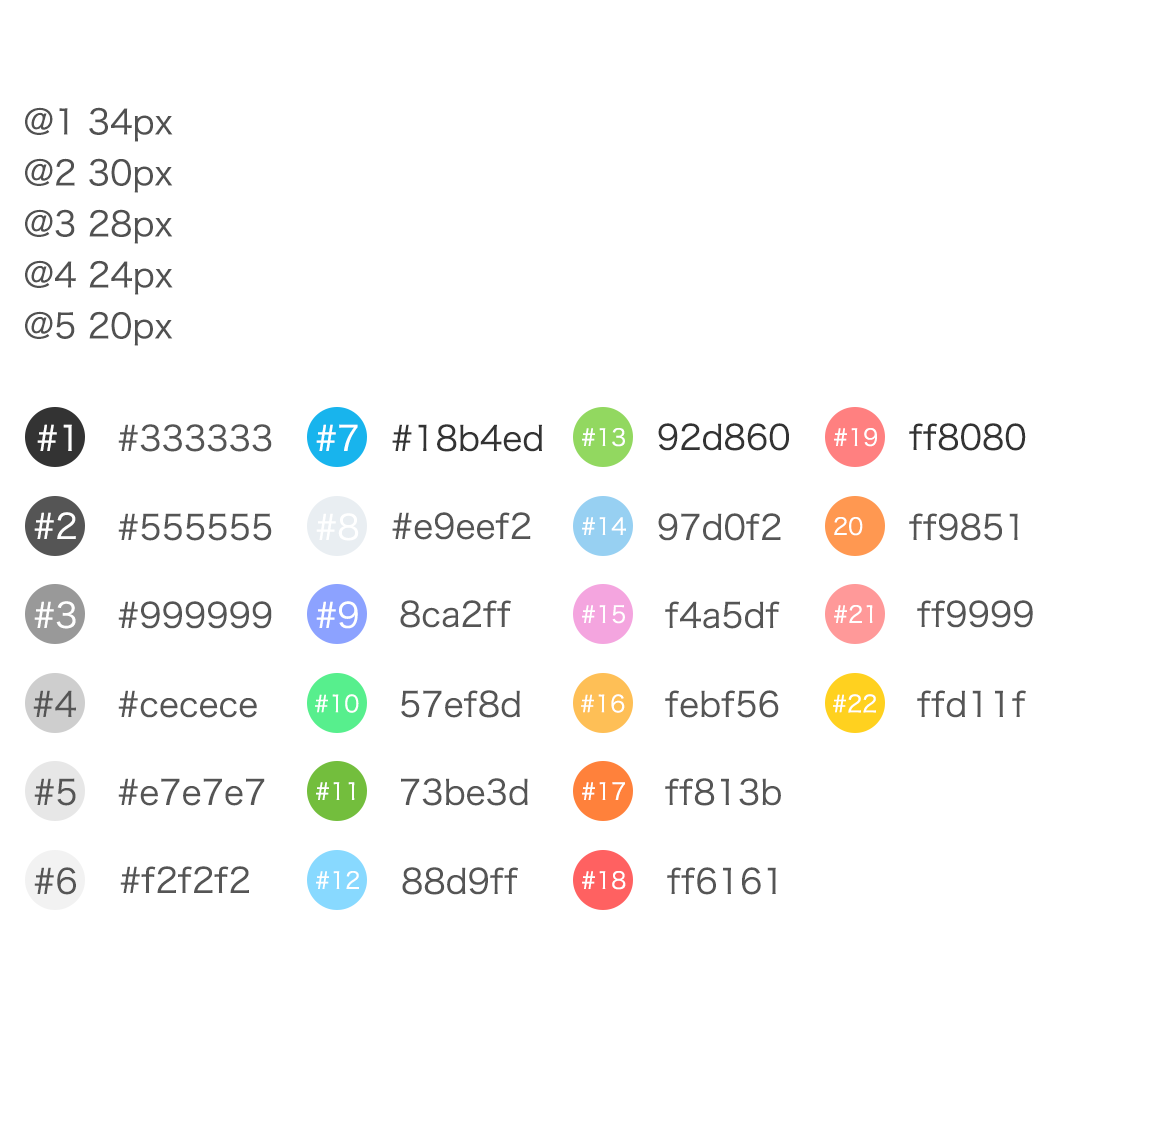 @1 34px
@2 30px
@3 28px
@4 24px
@5 20px
#1 #333333 #7 #18b4ed #13 92d860 #19 ff8080
#2 #555555 #8 #e9eef2 #14 97d0f2 20 ff9851
#3 #999999 #9 8ca2ff #15 f4a5df #21 ff9999
#4 #cecece #10 57ef8d #16 febf56 #22 ffd11f
#5 #e7e7e7 #11 73be3d #17 ff813b
#6 #f2f2f2 #12 88d9ff #18 ff6161